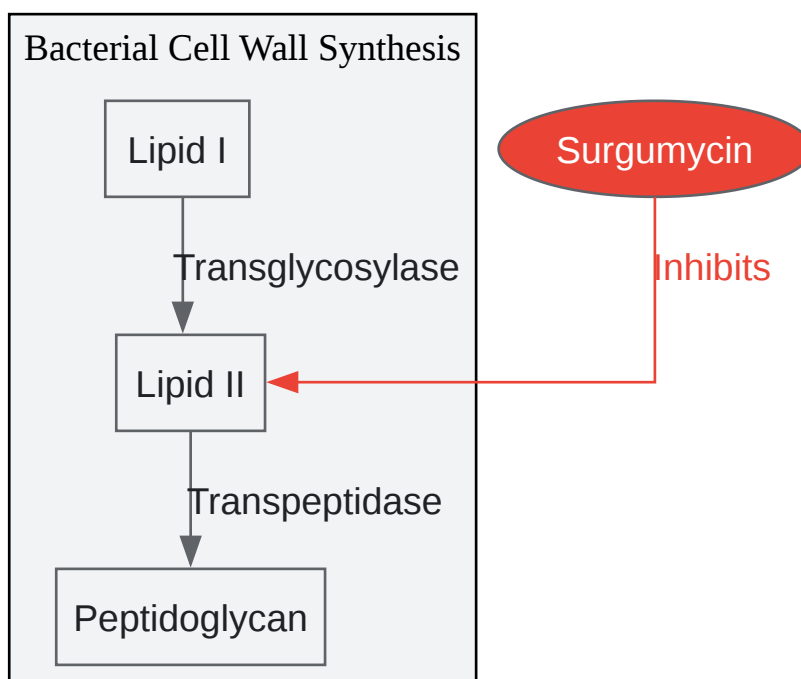 Bacterial Cell Wall Synthesis
Lipid I
Surgumycin
Transglycosylase
Inhibits
Lipid II
Transpeptidase
Peptidoglycan